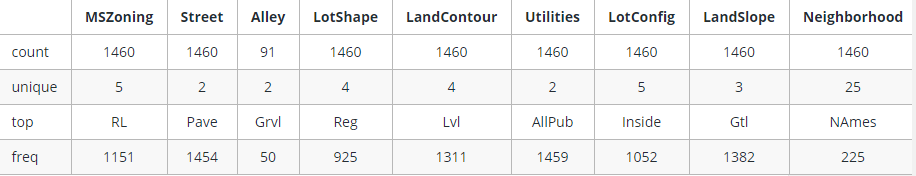 MSZoning Street Alley LotShape LandContour Utilities LotConfig LandSlope Neighborhood
count 1460 1460 91 1460 1460 1460 1460 1460 1460
unique 5 2 2 4 4 2 5 3 25
top RL Pave Grvl Reg Lvl AllPub Inside Gtl NAmes
freq 1151 1454 50 925 1311 1459 1052 1382 225